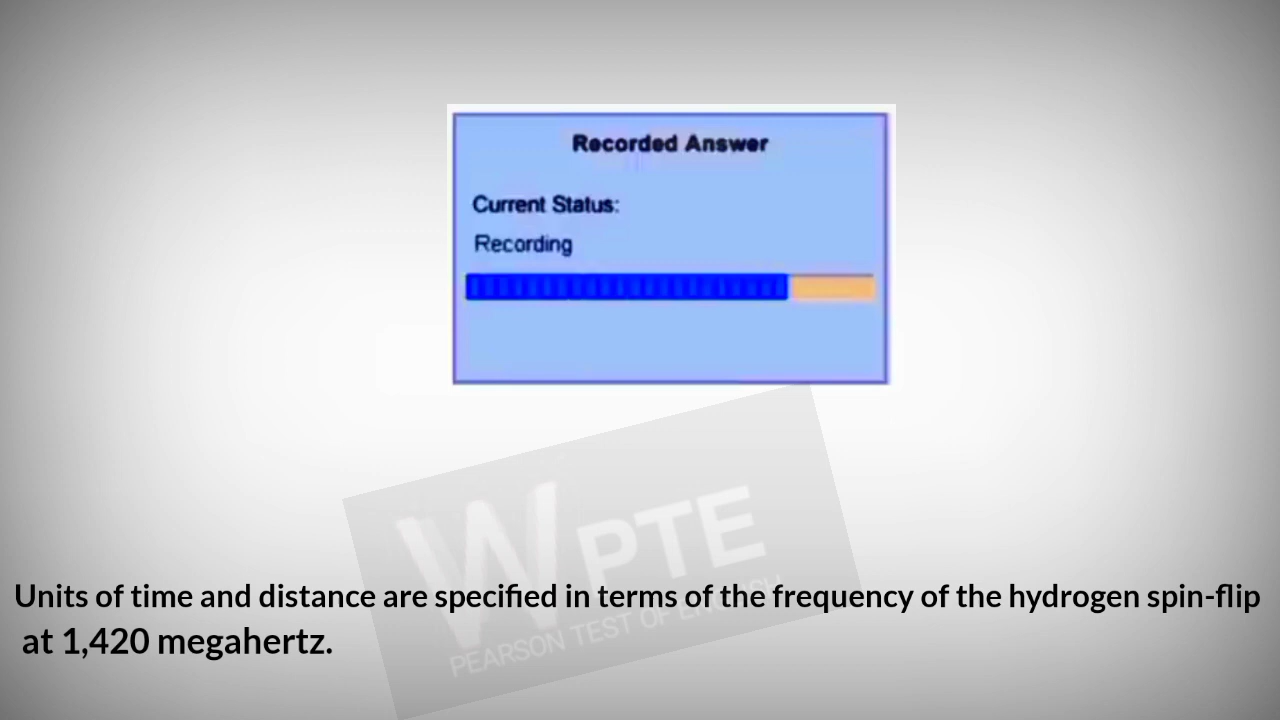 Recorded Answer
Current Status:
Recording
W PTE
PEARSON TEST OF ENGLISH
Units of time and distance are specified in terms of the frequency of the hydrogen spin-flip
at 1,420 megahertz.